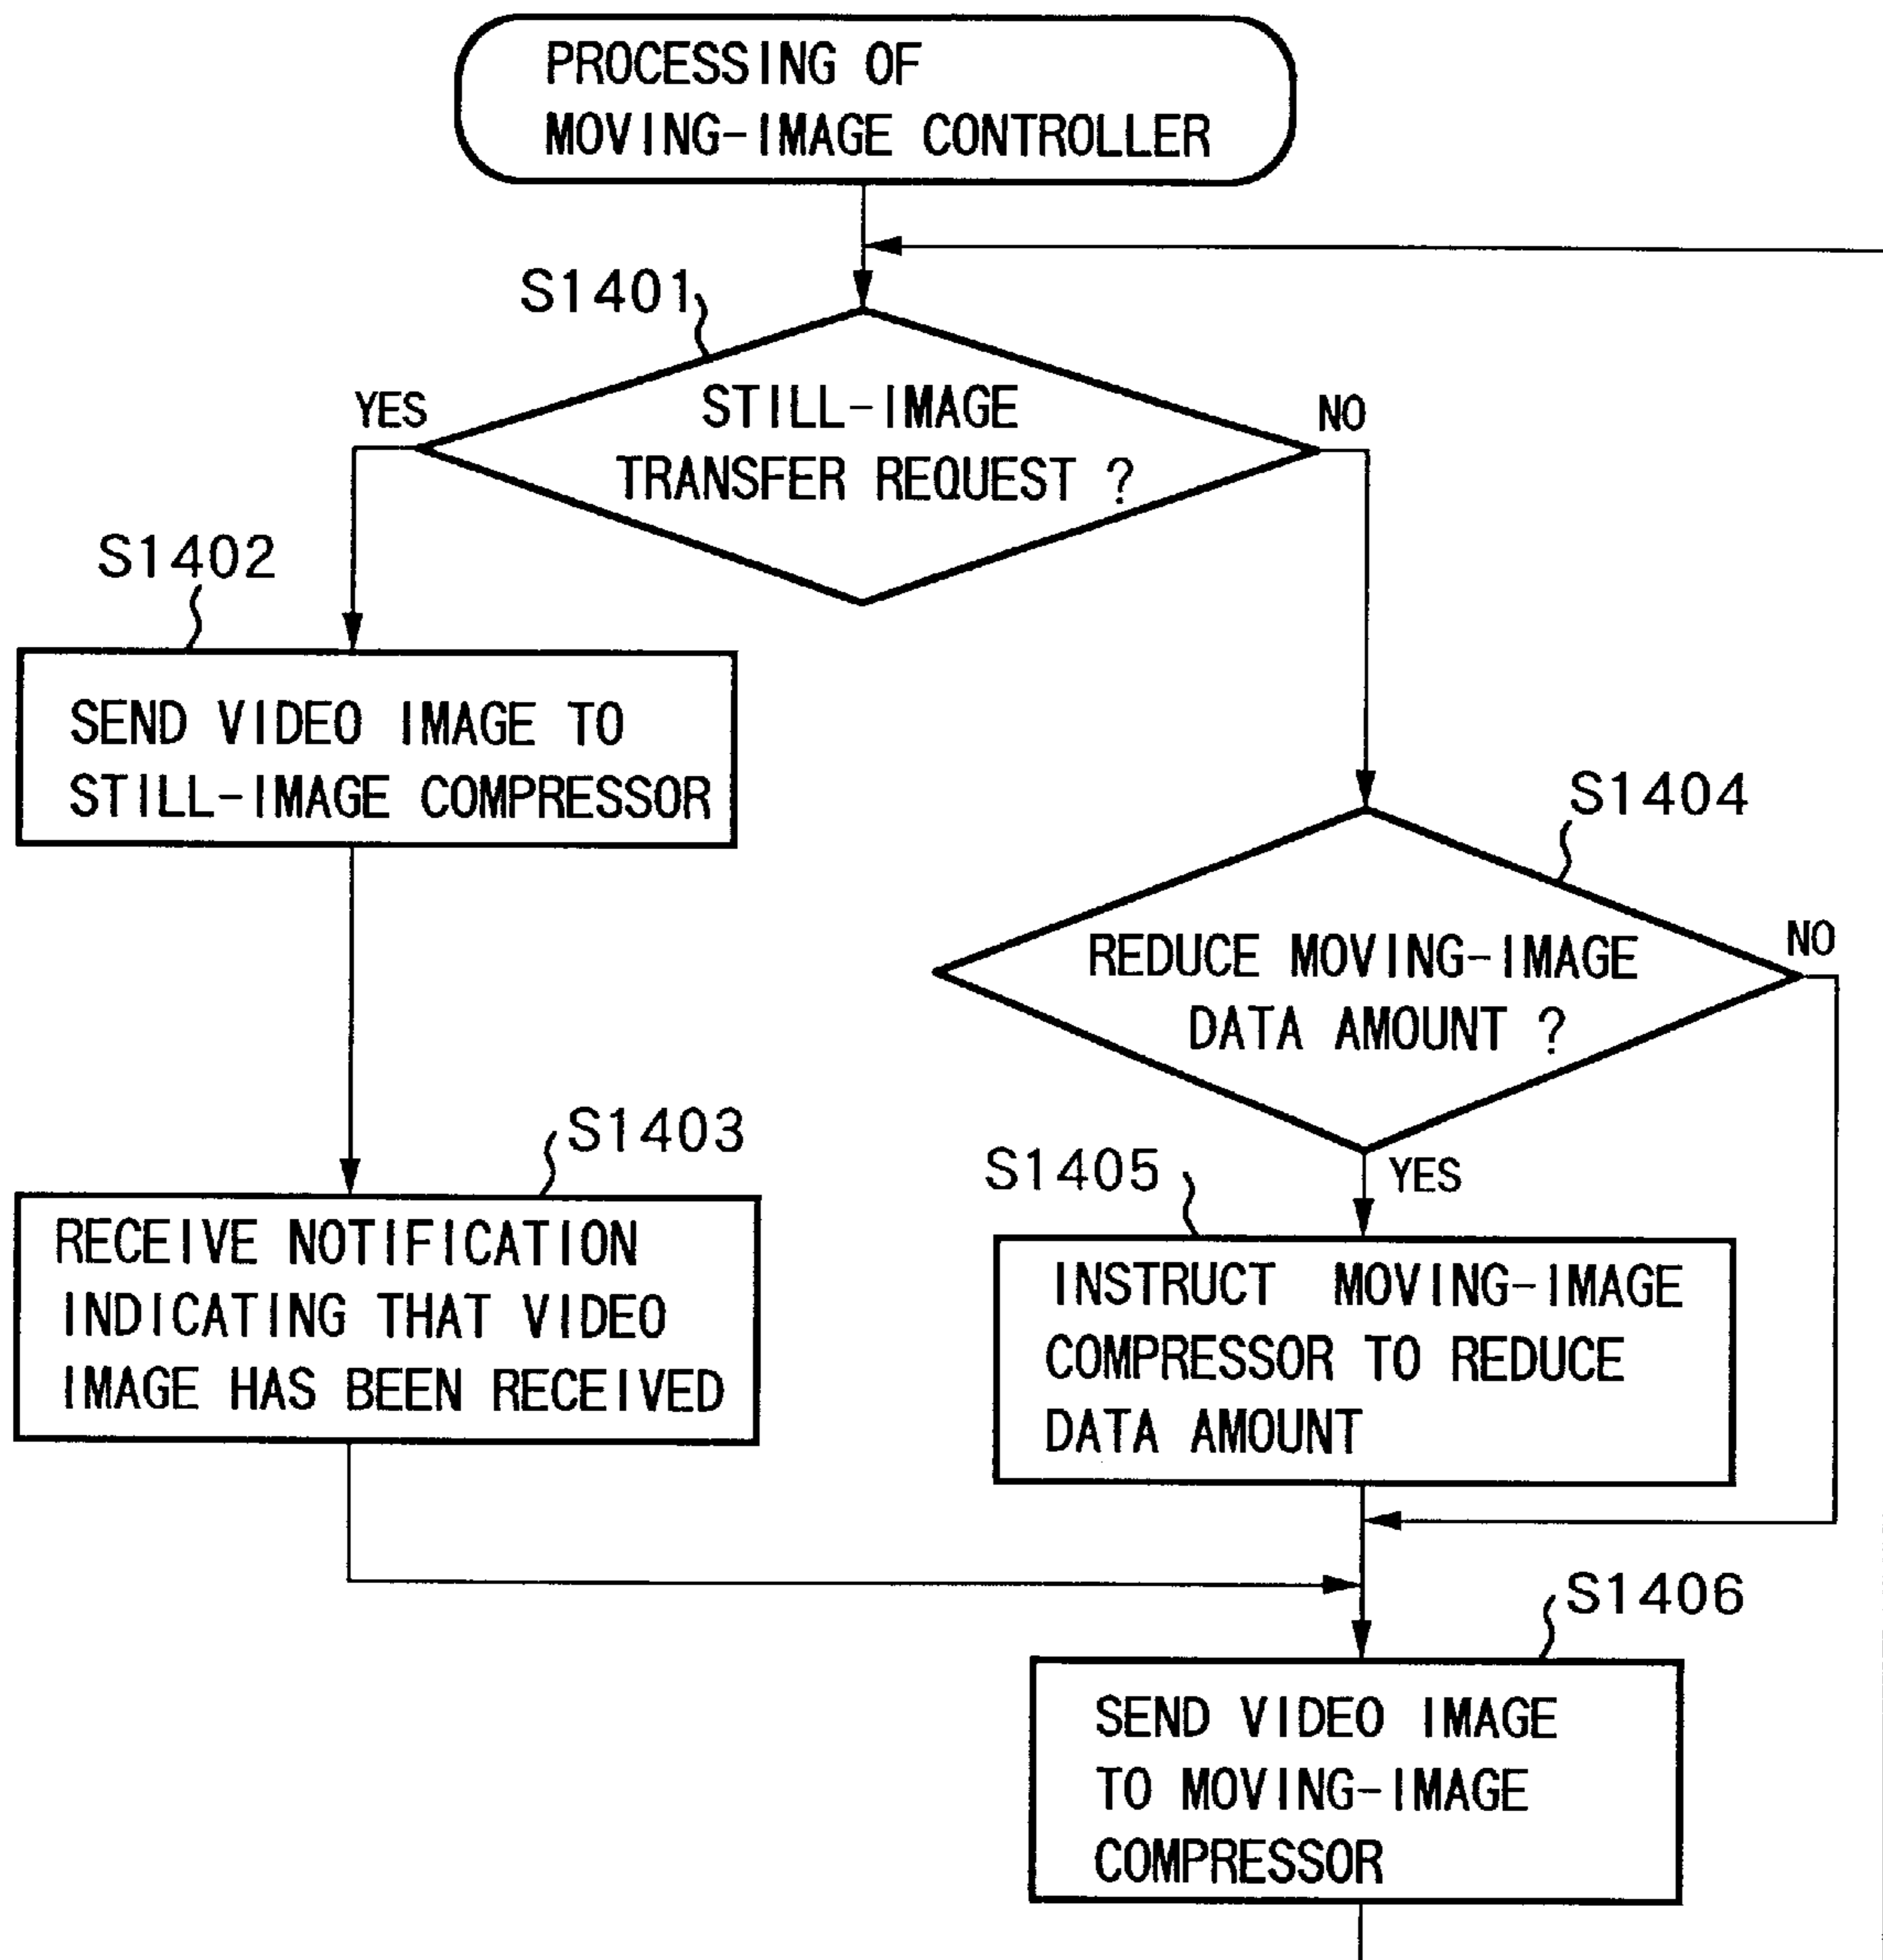 PROCESSING OF
MOVING-IMAGE CONTROLLER
S1401
STILL-IMAGE
TRANSFER REQUEST ?
YES
NO
S1402
SEND VIDEO IMAGE TO
STILL-IMAGE COMPRESSOR
S1404
REDUCE MOVING-IMAGE
DATA AMOUNT ?
NO
YES
S1403
RECEIVE NOTIFICATION
INDICATING THAT VIDEO
IMAGE HAS BEEN RECEIVED
S1405
INSTRUCT MOVING-IMAGE
COMPRESSOR TO REDUCE
DATA AMOUNT
S1406
SEND VIDEO IMAGE
TO MOVING-IMAGE
COMPRESSOR